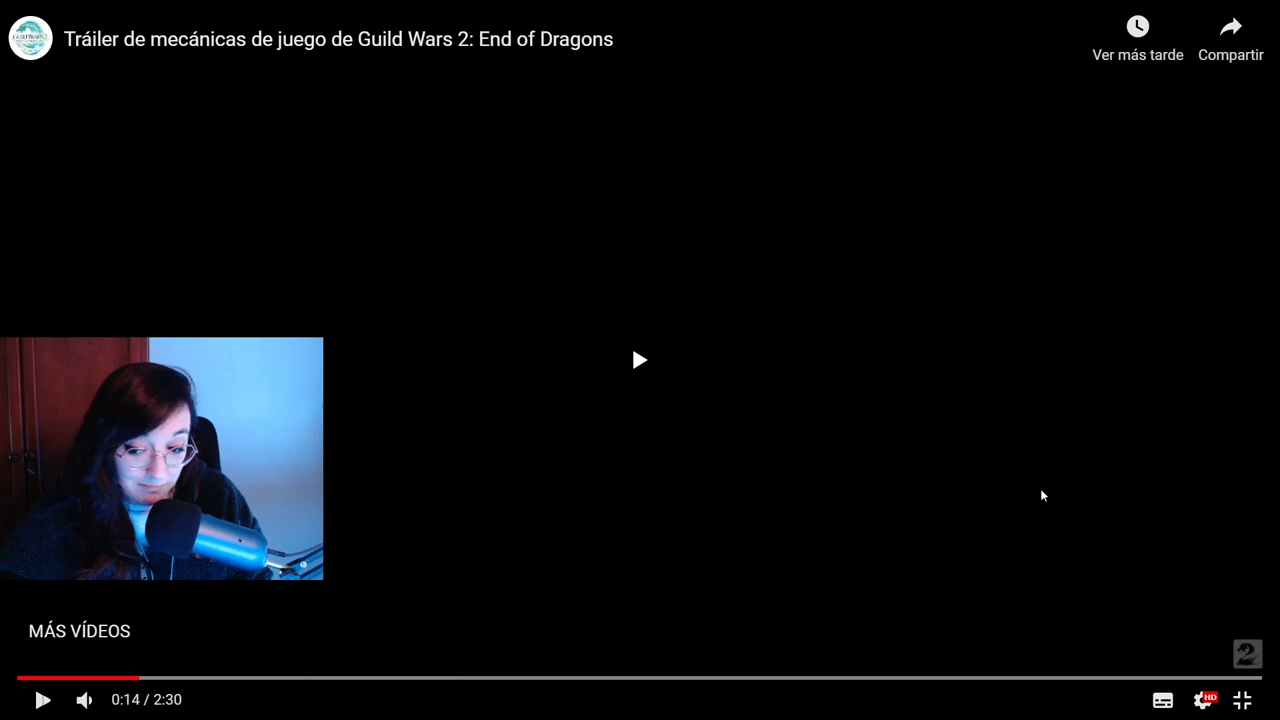 Tráiler de mecánicas de juego de Guild Wars 2: End of Dragons
Ver más tarde
Compartir
MÁS VÍDEOS
2
0:14 / 2:30
HD